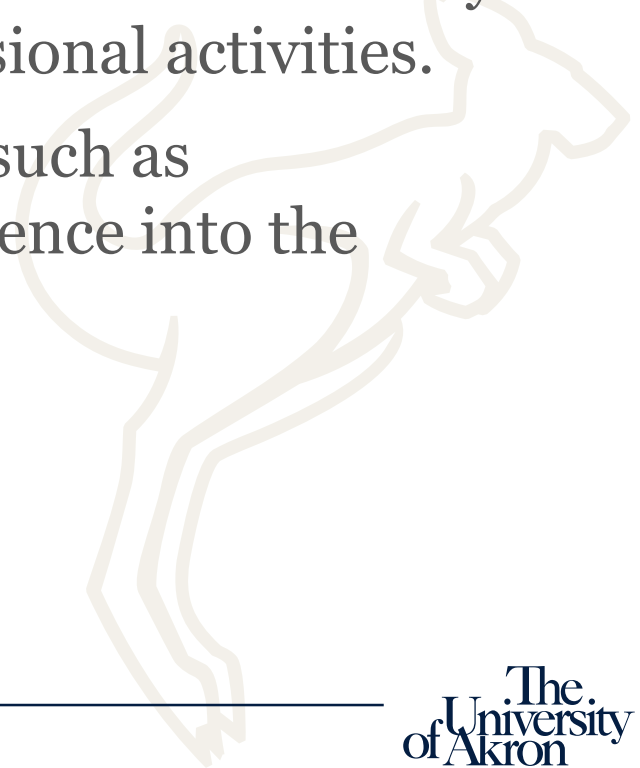 sional activities.
such as
ence into the
The
University
of Akron